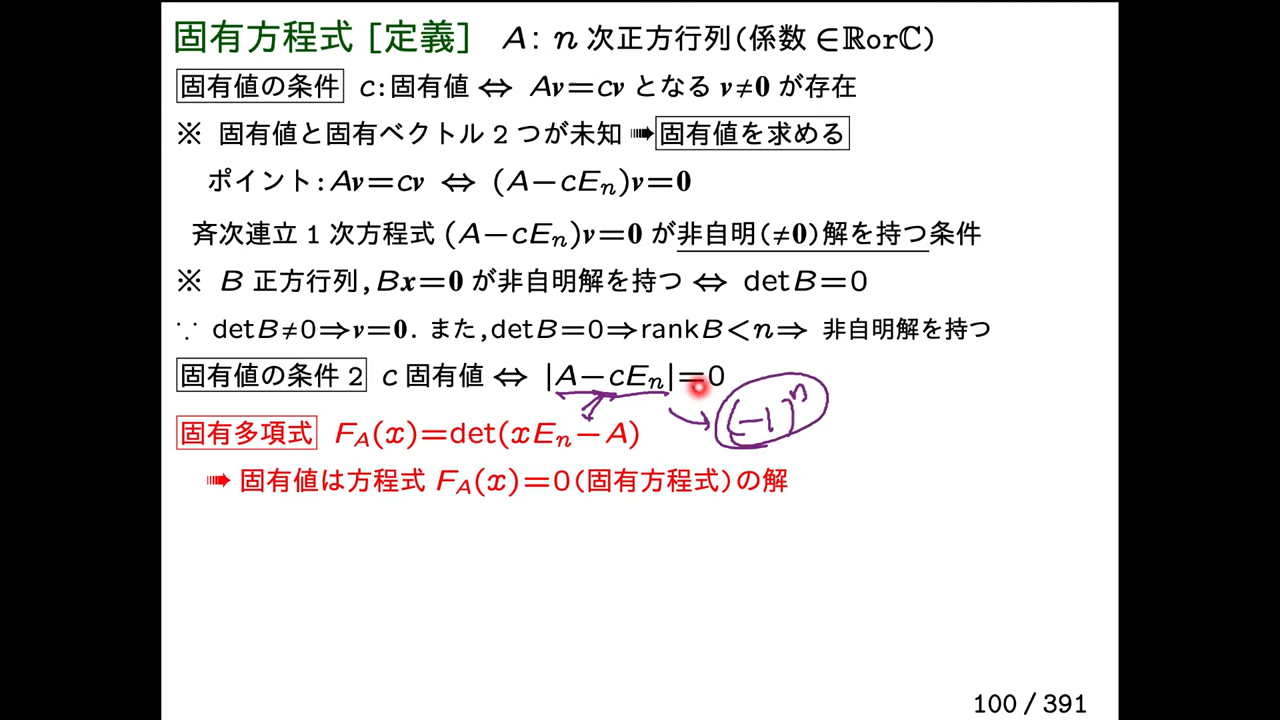 固有方程式 [定義] A: n 次正方行列(係数 ∈ℝorℂ)
固有値の条件 c:固有値 ⇔ Av=cv となる v≠0 が存在
※ 固有値と固有ベクトル 2 つが未知 ➠ 固有値を求める
ポイント:Av=cv ⇔ (A−cEₙ)v=0
斉次連立 1 次方程式 (A−cEₙ)v=0 が非自明(≠0)解を持つ条件
※ B 正方行列,Bx=0 が非自明解を持つ ⇔ detB=0
∵ detB≠0⇒v=0. また,detB=0⇒rankB<n⇒ 非自明解を持つ
固有値の条件 2 c 固有値 ⇔ |A−cEₙ|=0
(−1)ⁿ
固有多項式 F_A(x)=det(xEₙ−A)
➠ 固有値は方程式 F_A(x)=0(固有方程式)の解
100 / 391